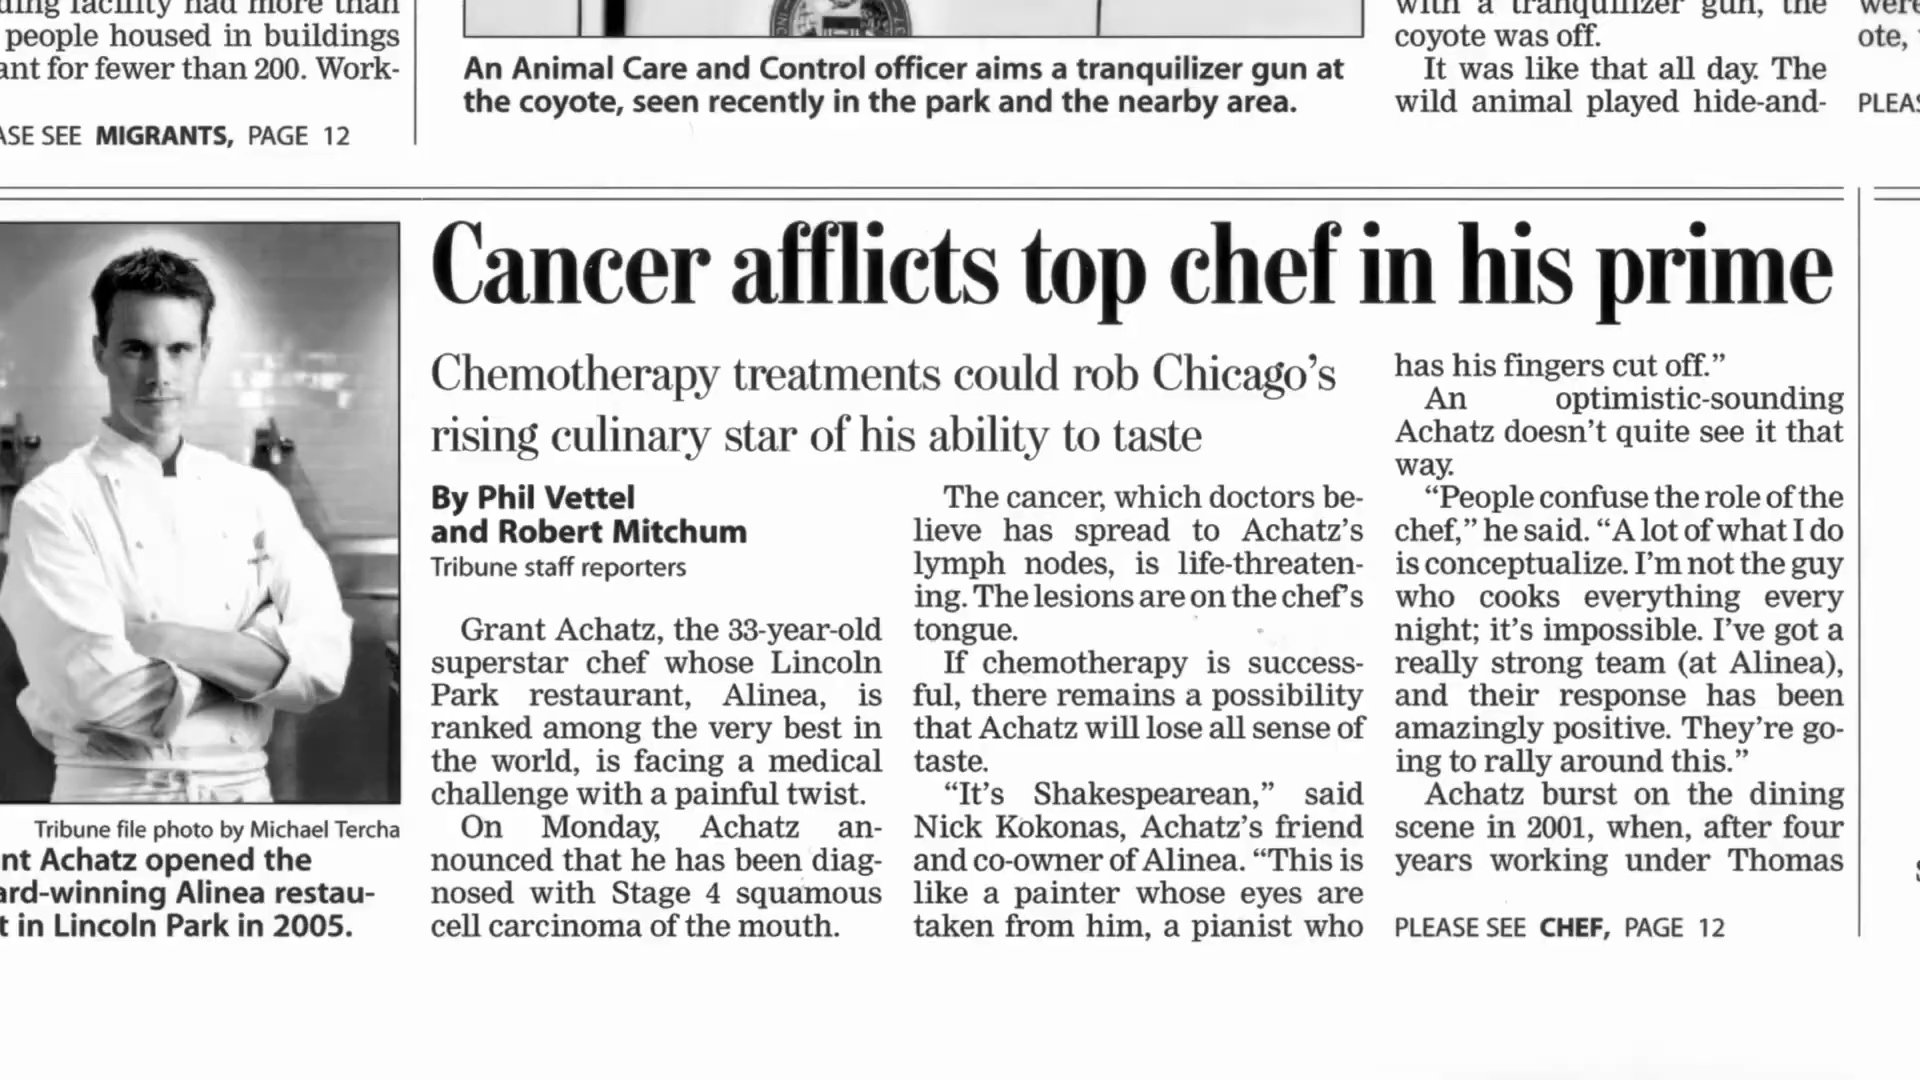 ding facility had more than
people housed in buildings
ant for fewer than 200. Work-
ASE SEE MIGRANTS, PAGE 12
An Animal Care and Control officer aims a tranquilizer gun at
the coyote, seen recently in the park and the nearby area.
with a tranquilizer gun, the
coyote was off.
It was like that all day. The
wild animal played hide-and-
were
ote,
PLEAS
Cancer afflicts top chef in his prime
Chemotherapy treatments could rob Chicago's
rising culinary star of his ability to taste
By Phil Vettel
and Robert Mitchum
Tribune staff reporters
Grant Achatz, the 33-year-old
superstar chef whose Lincoln
Park restaurant, Alinea, is
ranked among the very best in
the world, is facing a medical
challenge with a painful twist.
On Monday, Achatz an-
nounced that he has been diag-
nosed with Stage 4 squamous
cell carcinoma of the mouth.
The cancer, which doctors be-
lieve has spread to Achatz's
lymph nodes, is life-threaten-
ing. The lesions are on the chef's
tongue.
If chemotherapy is success-
ful, there remains a possibility
that Achatz will lose all sense of
taste.
"It's Shakespearean," said
Nick Kokonas, Achatz's friend
and co-owner of Alinea. "This is
like a painter whose eyes are
taken from him, a pianist who
has his fingers cut off."
An optimistic-sounding
Achatz doesn't quite see it that
way.
"People confuse the role of the
chef," he said. "A lot of what I do
is conceptualize. I'm not the guy
who cooks everything every
night; it's impossible. I've got a
really strong team (at Alinea),
and their response has been
amazingly positive. They're go-
ing to rally around this."
Achatz burst on the dining
scene in 2001, when, after four
years working under Thomas
PLEASE SEE CHEF, PAGE 12
Tribune file photo by Michael Tercha
nt Achatz opened the
ard-winning Alinea restau-
t in Lincoln Park in 2005.